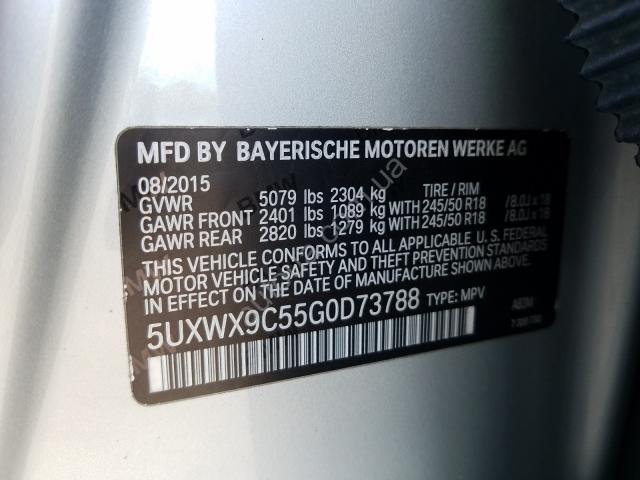 MFD BY BAYERISCHE MOTOREN WERKE AG
08/2015 TIRE / RIM
GVWR 5079 lbs 2304 kg
GAWR FRONT 2401 lbs 1089 kg WITH 245/50 R18 / 8.0J x 18
GAWR REAR 2820 lbs 1279 kg WITH 245/50 R18 / 8.0J x 18
THIS VEHICLE CONFORMS TO ALL APPLICABLE U. S. FEDERAL
MOTOR VEHICLE SAFETY, BUMPER, AND THEFT PREVENTION
STANDARDS IN EFFECT ON THE DATE OF MANUFACTURE SHOWN ABOVE.
5UXWX9C55G0D73788 TYPE: MPV